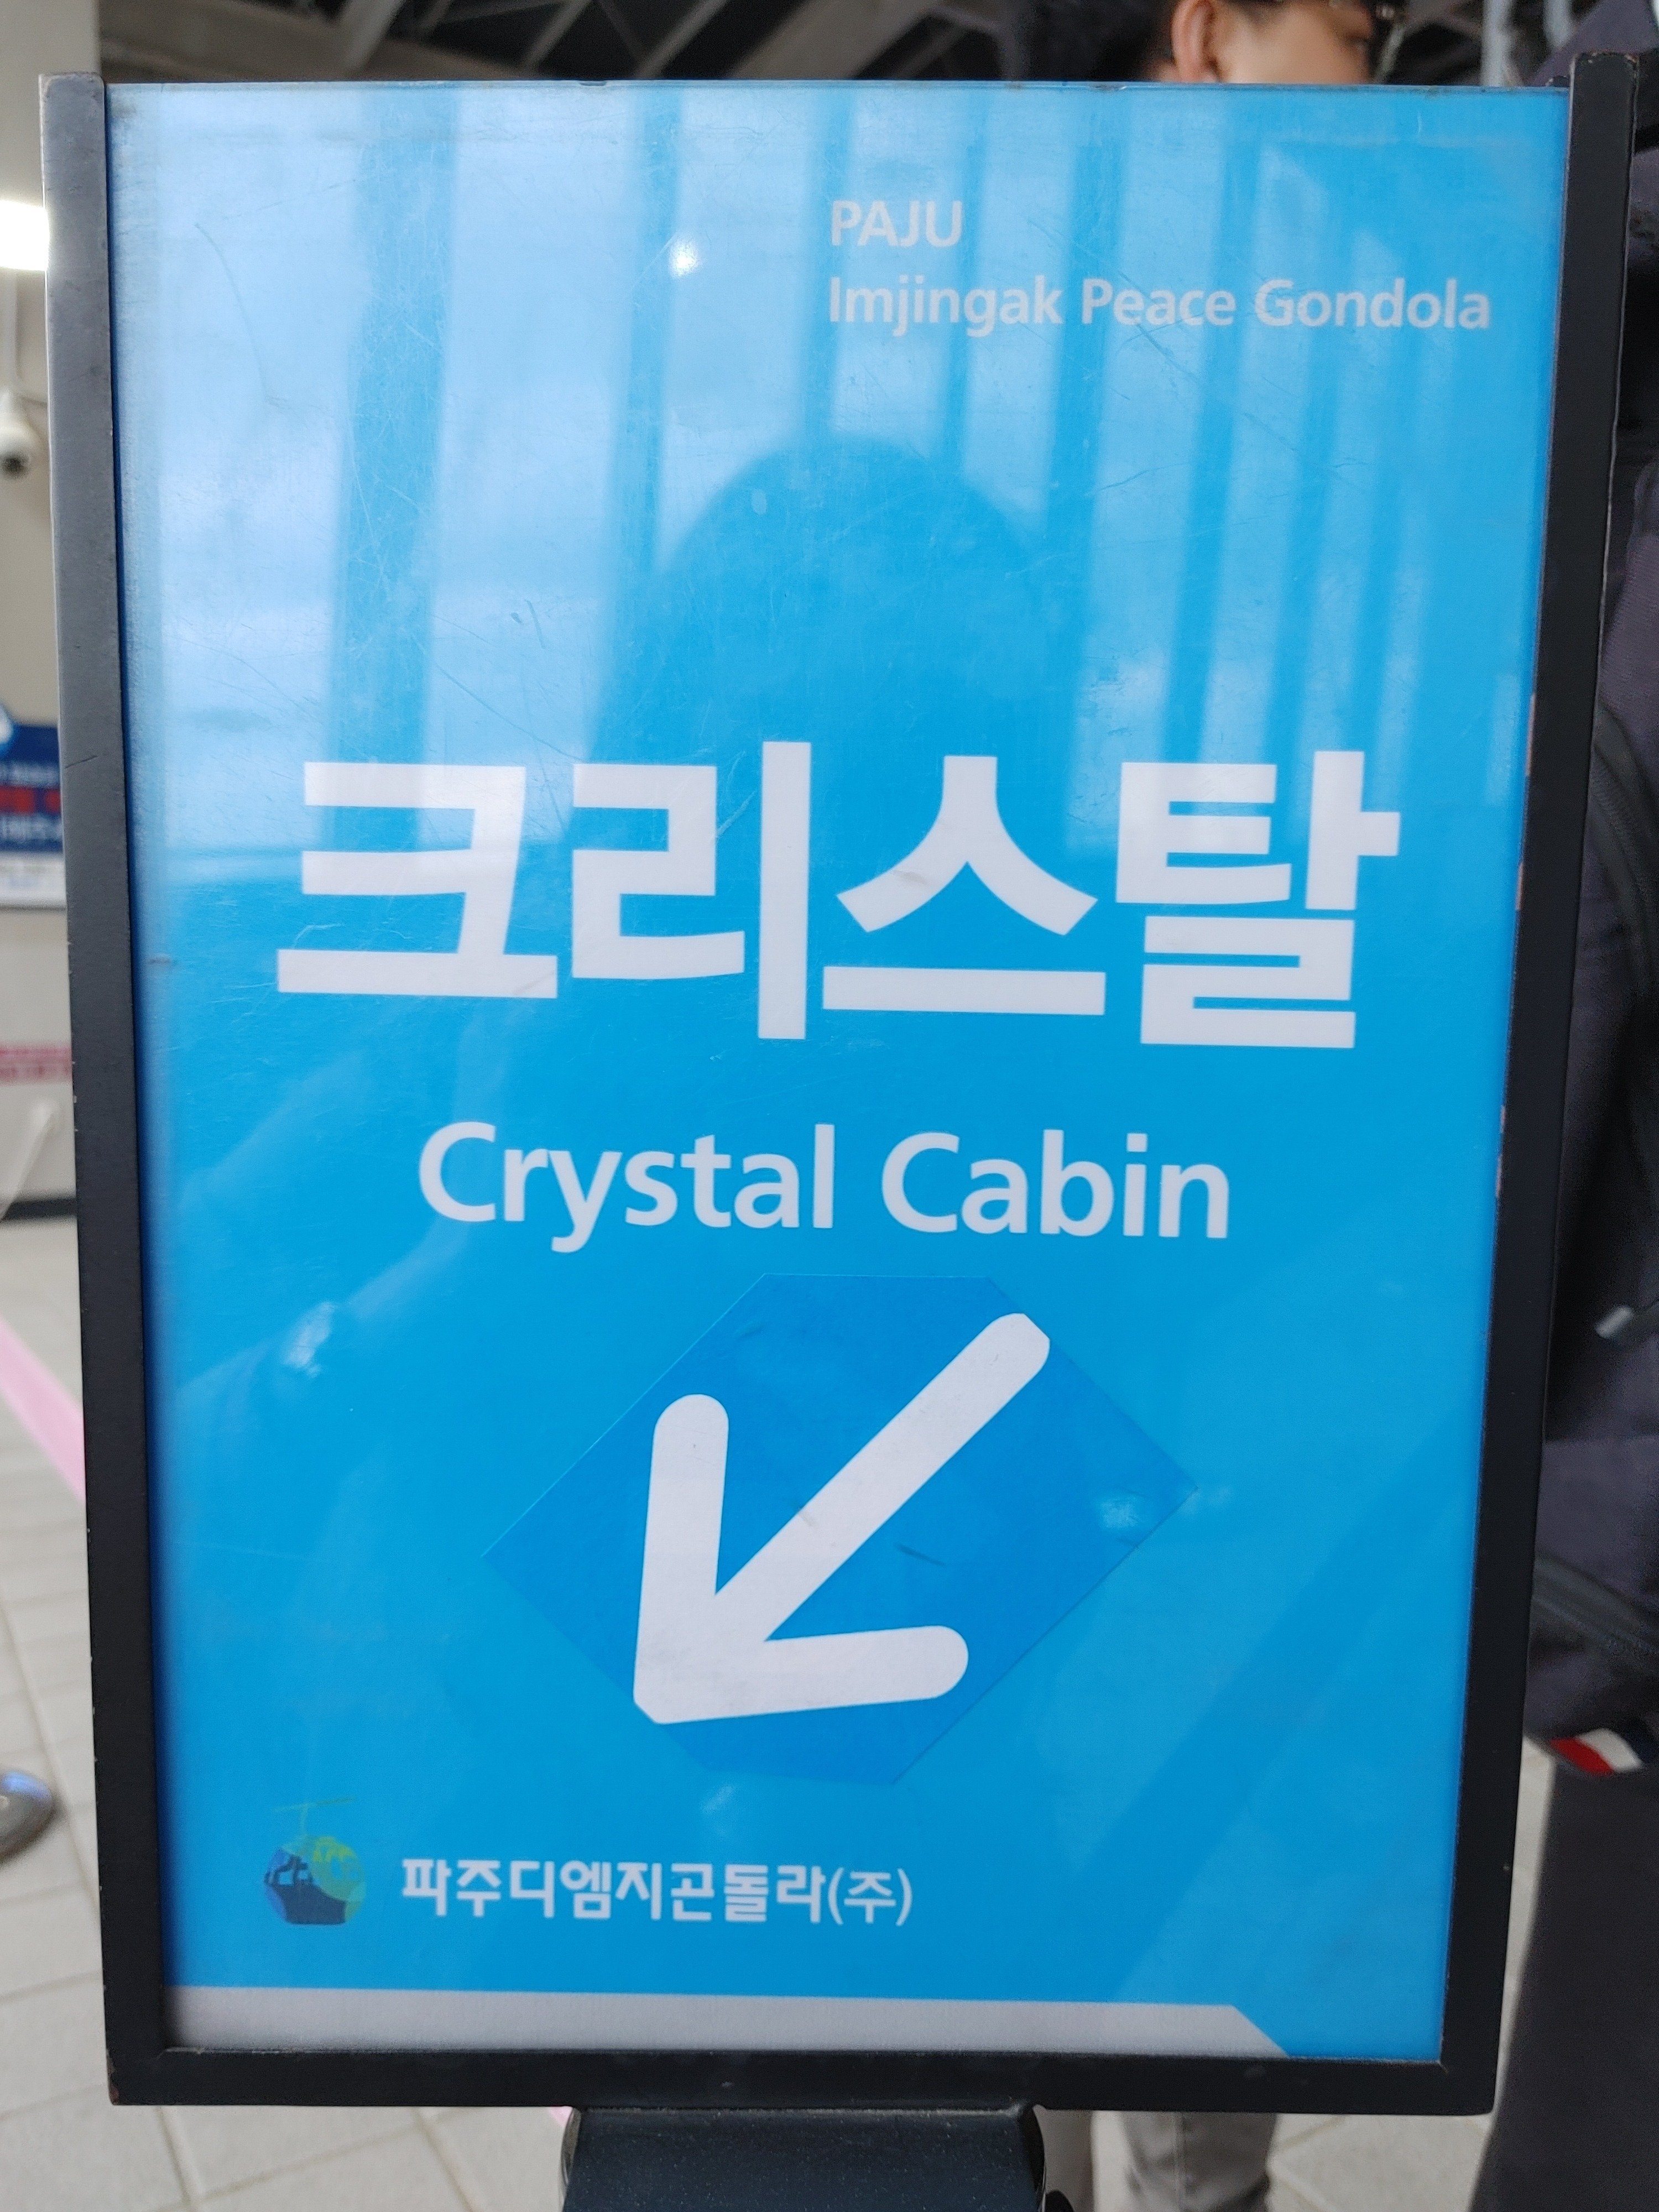 PAJU
Imjingak Peace Gondola
크리스탈
Crystal Cabin
파주디엠지곤돌라(주)